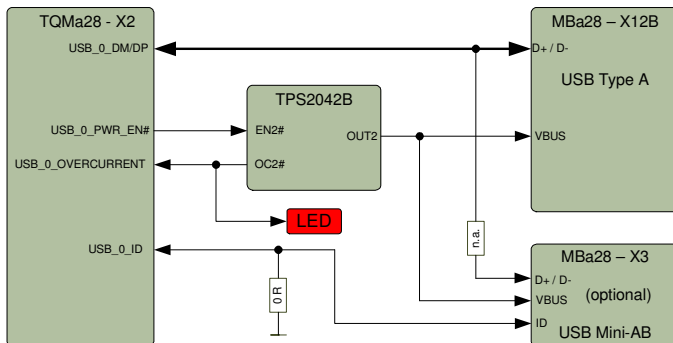 TQMa28 - X2
USB_0_DM/DP
USB_0_PWR_EN#
USB_0_OVERCURRENT
USB_0_ID
TPS2042B
EN2#
OUT2
OC2#
LED
0 R
n.a.
MBa28 – X12B
D+ / D-
USB Type A
VBUS
MBa28 – X3
D+ / D-
(optional)
VBUS
ID
USB Mini-AB